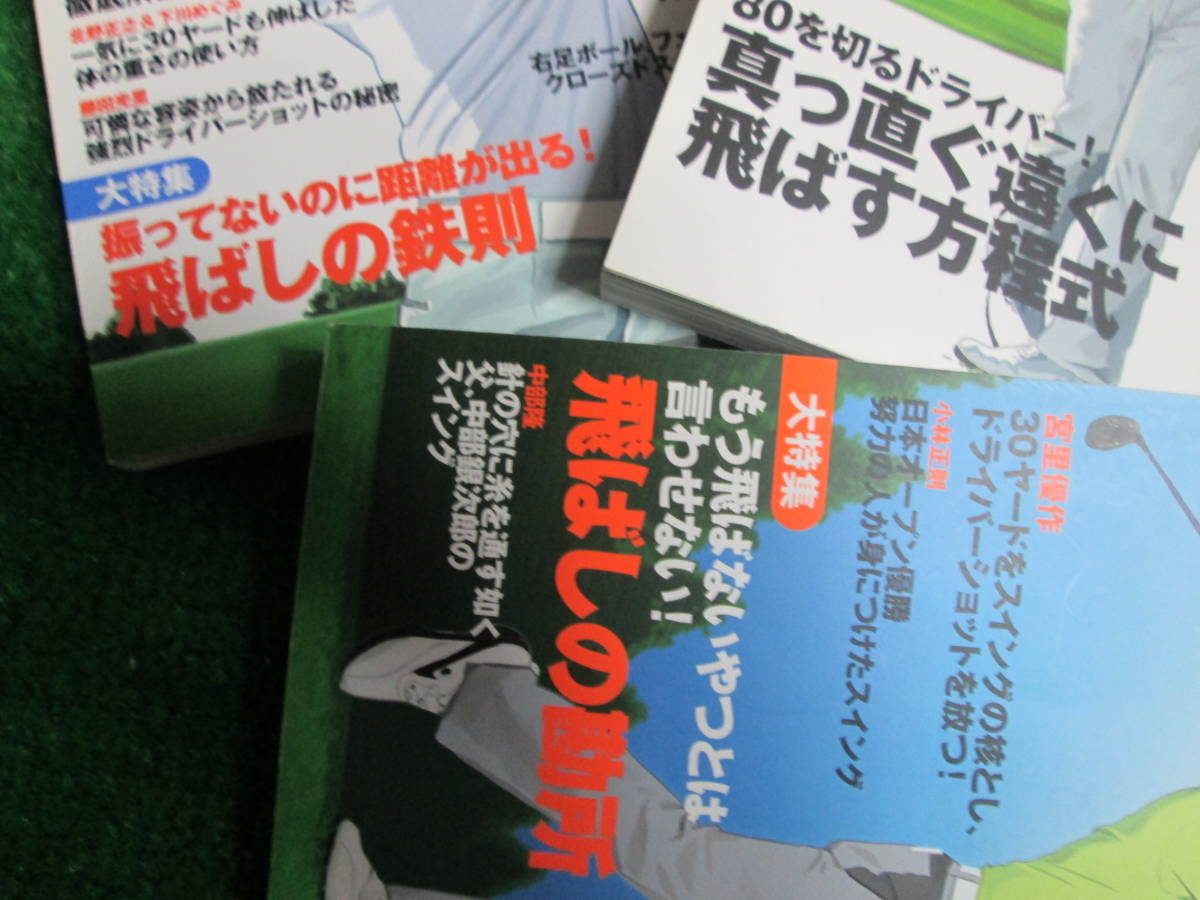 一気に30ヤードも伸ばした
体の重さの使い方
可憐な容姿から放たれる
強烈ドライバーショットの秘密
大特集
振ってないのに距離が出る!
飛ばしの鉄則
右足ボール、フ
クローズドス
80を切るドライバー!
真っ直ぐ、遠くに
飛ばす方程式
宮里優作
30ヤードをスイングの核とし、
ドライバーショットを放つ!
小林正則
日本オープン優勝
努力の人が身につけたスイング
大特集
もう飛ばないやつとは
言わせない!
飛ばしの勘所
中部隆
針の穴に糸を通す如く
父、中部銀次郎の
スイング